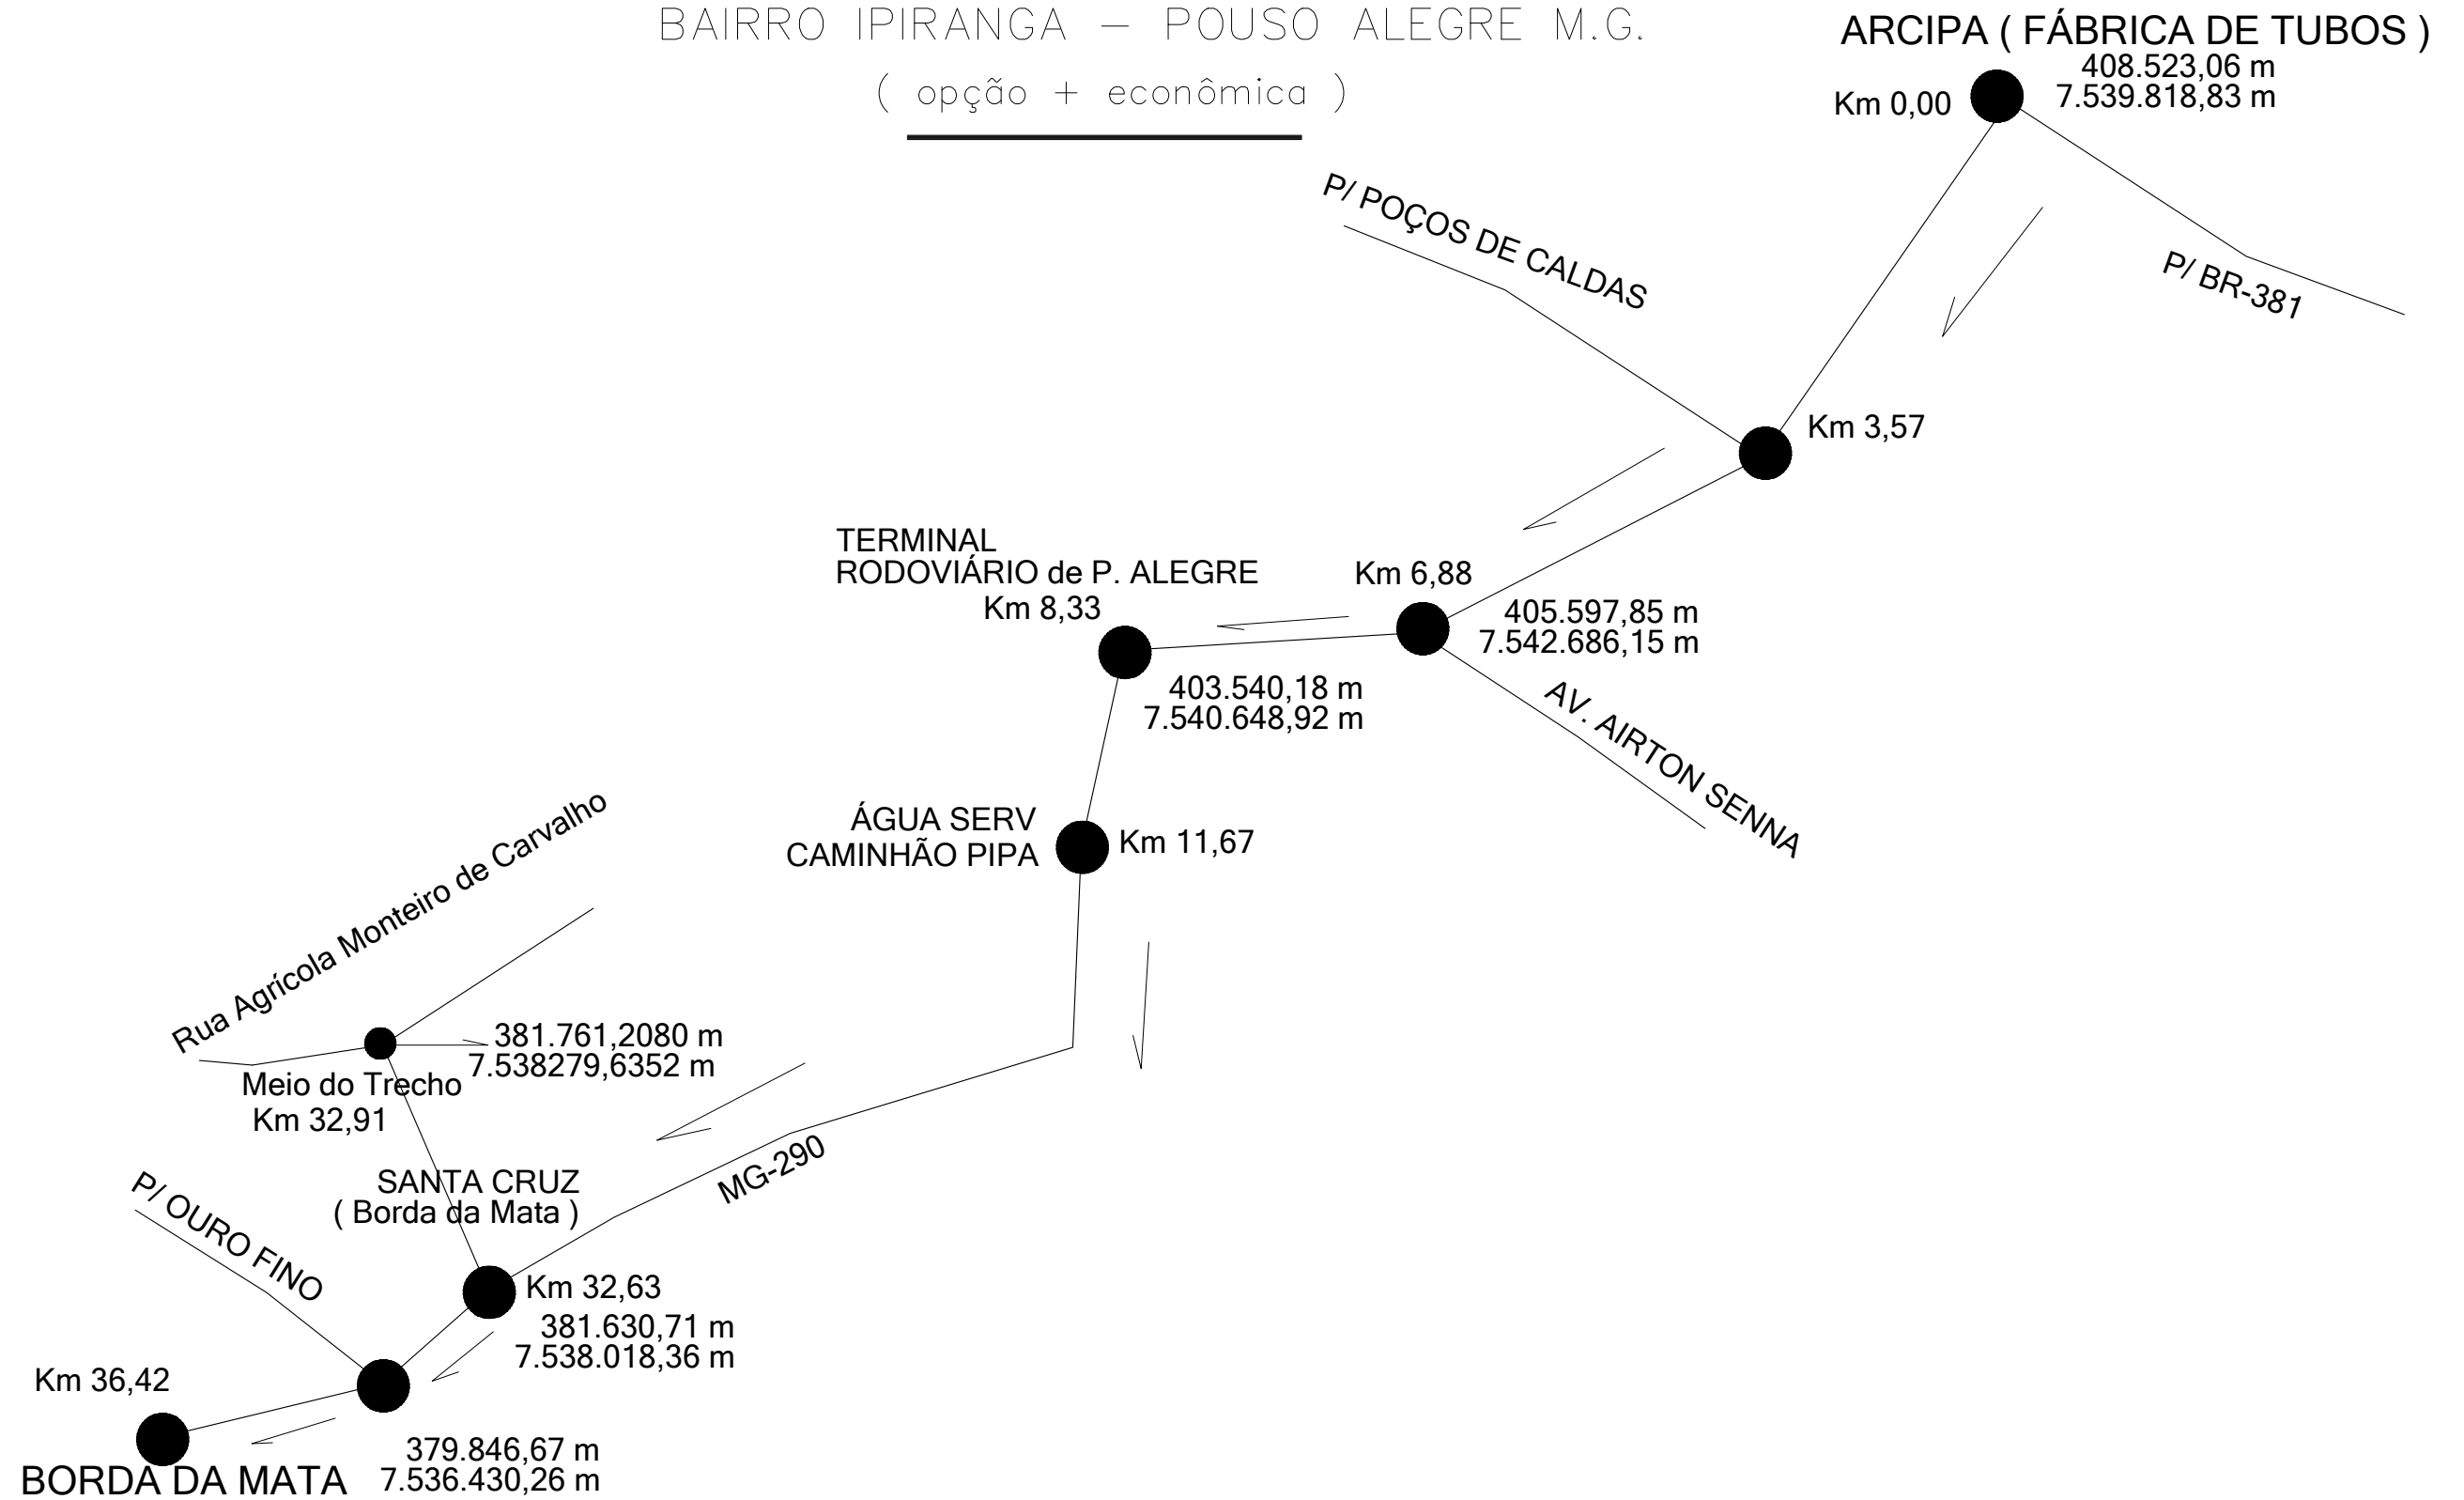 BAIRRO IPIRANGA – POUSO ALEGRE M.G.
( opção + econômica )
ARCIPA ( FÁBRICA DE TUBOS )
408.523,06 m
7.539.818,83 m
Km 0,00
P/ POÇOS DE CALDAS
P/ BR-381
Km 3,57
TERMINAL
RODOVIÁRIO de P. ALEGRE
Km 8,33
Km 6,88
405.597,85 m
7.542.686,15 m
403.540,18 m
7.540.648,92 m
AV. AIRTON SENNA
ÁGUA SERV
CAMINHÃO PIPA
Km 11,67
Rua Agrícola Monteiro de Carvalho
381.761,2080 m
7.538279,6352 m
Meio do Trecho
Km 32,91
MG-290
SANTA CRUZ
( Borda da Mata )
P/ OURO FINO
Km 32,63
381.630,71 m
7.538.018,36 m
Km 36,42
BORDA DA MATA
379.846,67 m
7.536.430,26 m